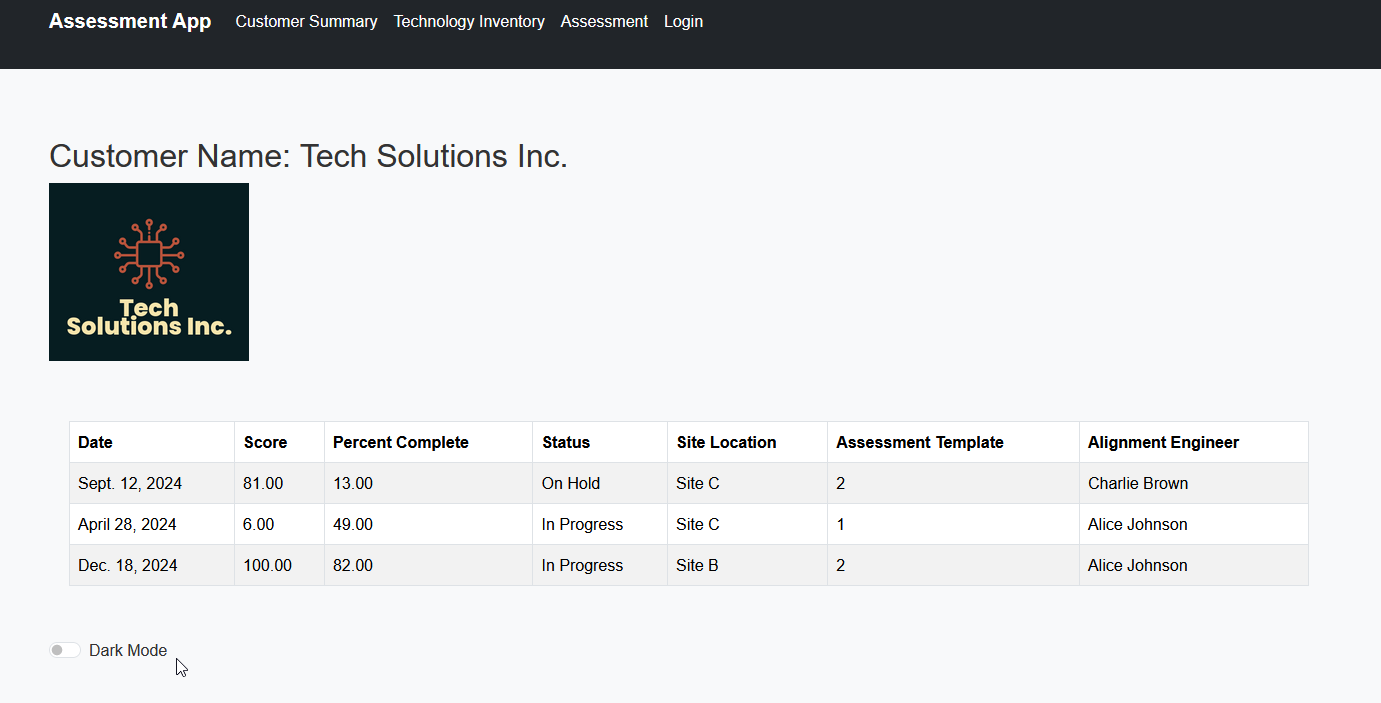 Assessment App Customer Summary Technology Inventory Assessment Login
Customer Name: Tech Solutions Inc.
Tech
Solutions Inc.
Date Score Percent Complete Status Site Location Assessment Template Alignment Engineer
Sept. 12, 2024 81.00 13.00 On Hold Site C 2 Charlie Brown
April 28, 2024 6.00 49.00 In Progress Site C 1 Alice Johnson
Dec. 18, 2024 100.00 82.00 In Progress Site B 2 Alice Johnson
Dark Mode